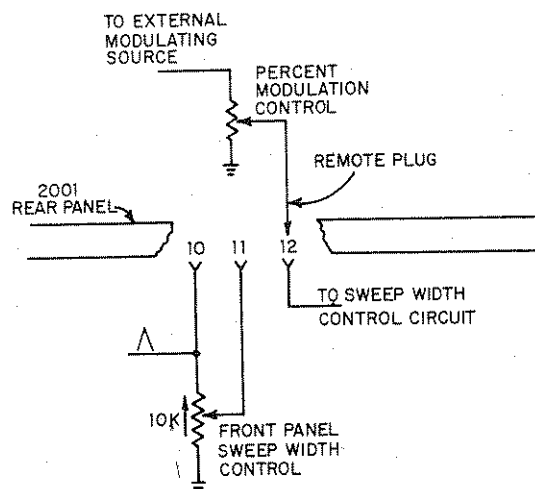 TO EXTERNAL
MODULATING
SOURCE
PERCENT
MODULATION
CONTROL
REMOTE PLUG
2001
REAR PANEL
10 11 12
TO SWEEP WIDTH
CONTROL CIRCUIT
10K
FRONT PANEL
SWEEP WIDTH
CONTROL